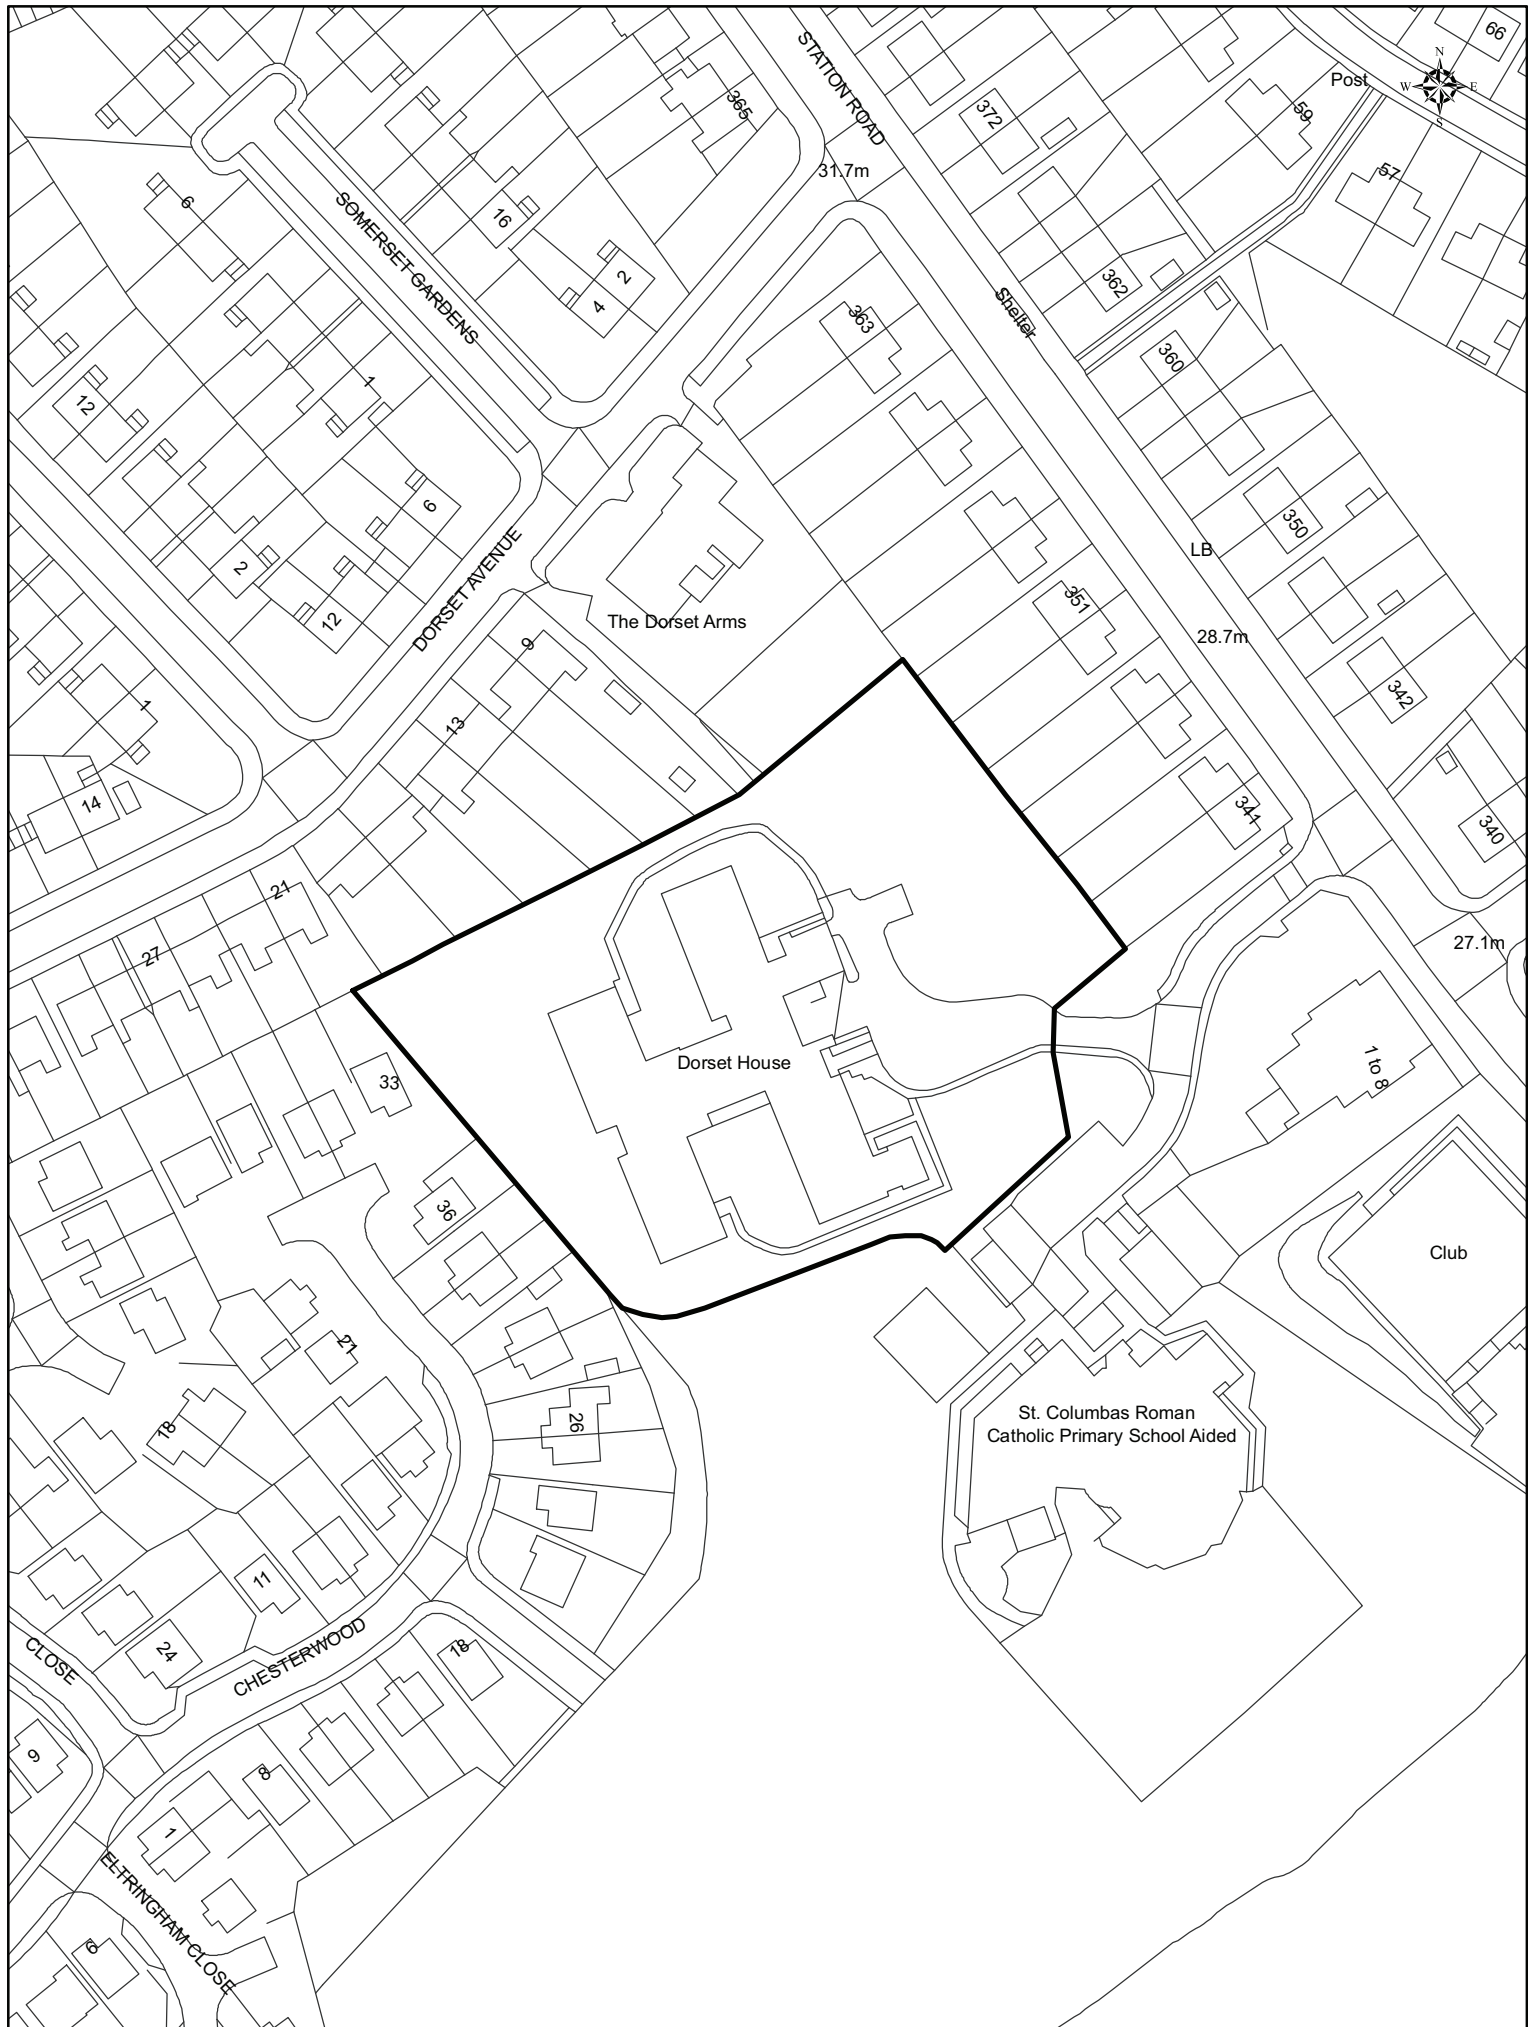 66
Post
N
W
E
S
STATION ROAD
365
372
59
57
31.7m
6
SOMERSET GARDENS
16
2
4
362
Shelter
363
360
12
1
6
350
LB
2
12
DORSET AVENUE
The Dorset Arms
351
28.7m
9
13
1
342
14
341
340
21
27
27.1m
33
Dorset House
1 to 8
36
Club
21
18
26
St. Columbas Roman
Catholic Primary School Aided
11
24
CLOSE
CHESTERWOOD
18
9
8
1
ELTRINGHAM CLOSE
6